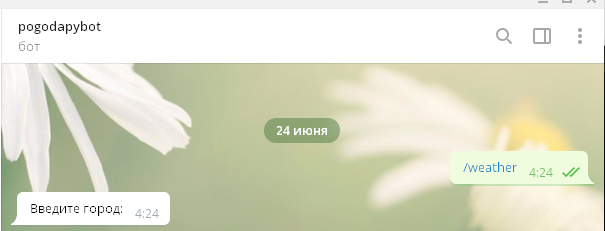 pogodapybot
бот
24 июня
/weather 4:24
Введите город: 4:24